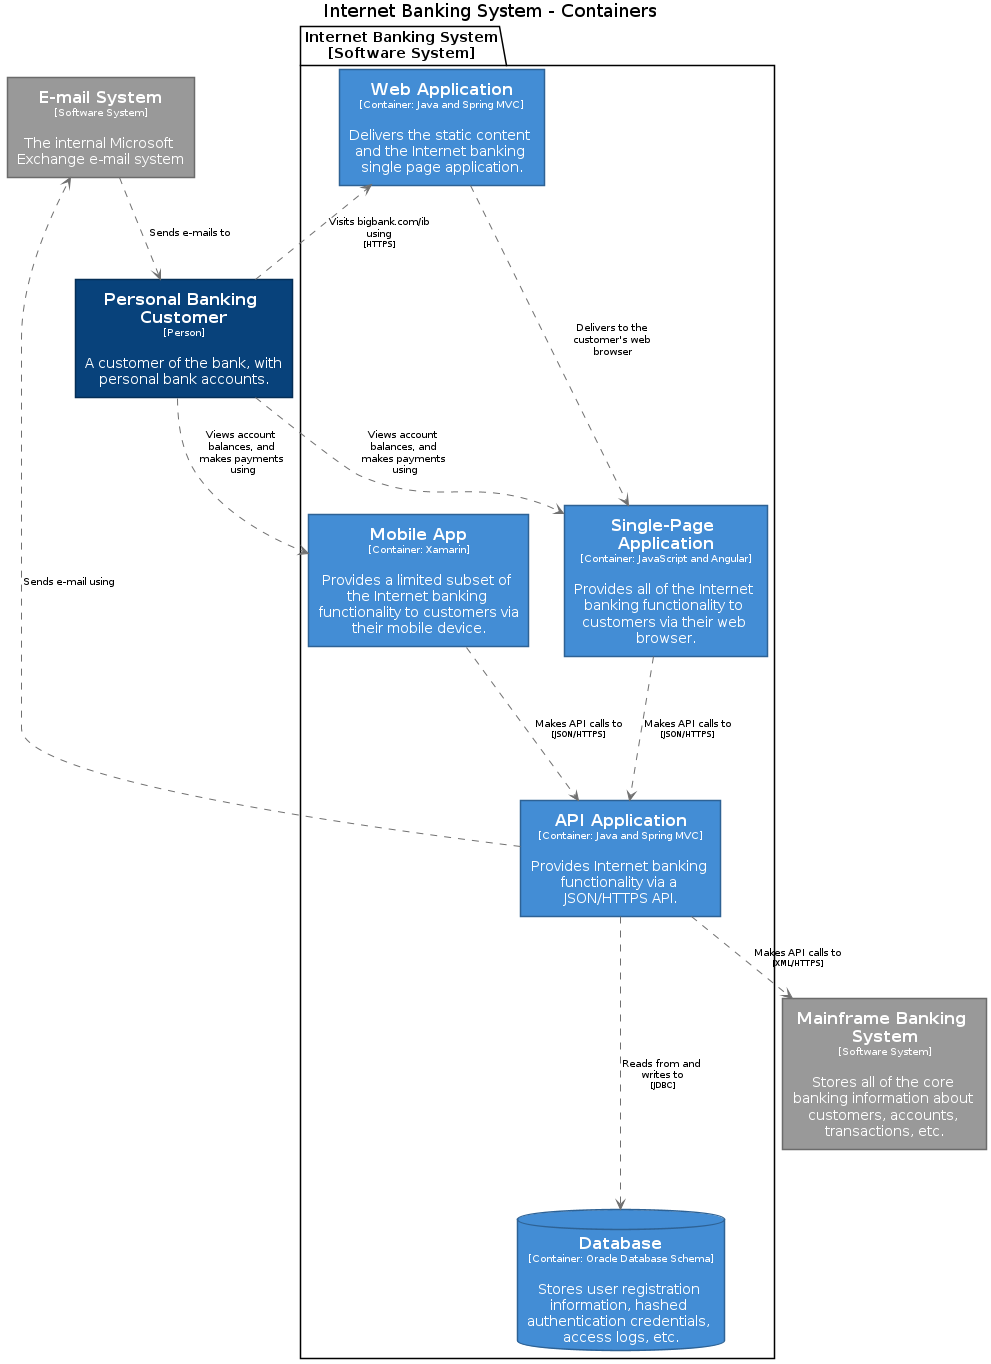 Internet Banking System - Containers
Internet Banking System
[Software System]
Web Application
[Container: Java and Spring MVC]
Delivers the static content
and the Internet banking
single page application.
E-mail System
[Software System]
The internal Microsoft
Exchange e-mail system
Visits bigbank.com/ib
using
[HTTPS]
Sends e-mails to
Personal Banking
Customer
[Person]
A customer of the bank, with
personal bank accounts.
Delivers to the
customer's web
browser
Views account
balances, and
makes payments
using
Views account
balances, and
makes payments
using
Mobile App
[Container: Xamarin]
Provides a limited subset of
the Internet banking
functionality to customers via
their mobile device.
Single-Page
Application
[Container: JavaScript and Angular]
Provides all of the Internet
banking functionality to
customers via their web
browser.
Sends e-mail using
Makes API calls to
[JSON/HTTPS]
Makes API calls to
[JSON/HTTPS]
API Application
[Container: Java and Spring MVC]
Provides Internet banking
functionality via a
JSON/HTTPS API.
Makes API calls to
[XML/HTTPS]
Mainframe Banking
System
[Software System]
Stores all of the core
banking information about
customers, accounts,
transactions, etc.
Reads from and
writes to
[JDBC]
Database
[Container: Oracle Database Schema]
Stores user registration
information, hashed
authentication credentials,
access logs, etc.